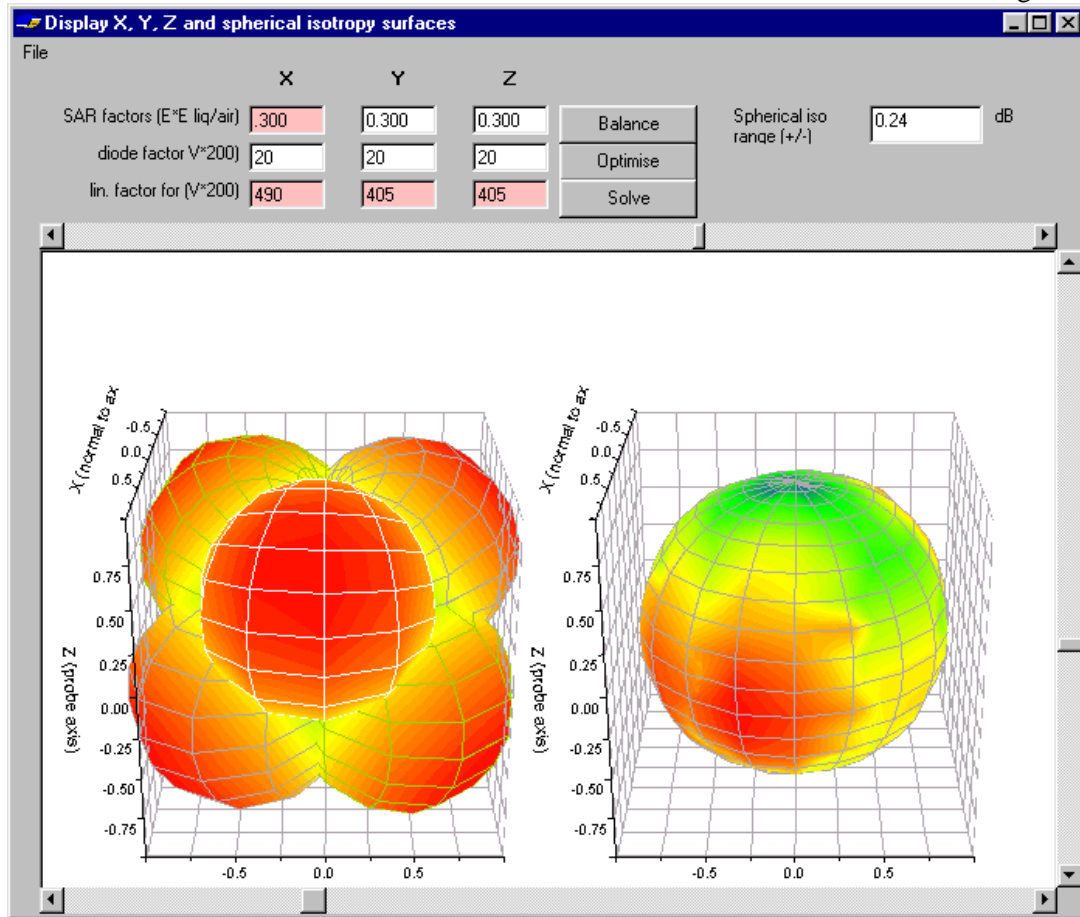 Display X, Y, Z and spherical isotropy surfaces
File
X Y Z
SAR factors (E*E liq/air) .300 0.300 0.300 Balance Spherical iso range (+/-) 0.24 dB
diode factor V*200) 20 20 20 Optimise
lin. factor for (V*200) 490 405 405 Solve
X (normal to ax
-0.5
0.0
0.5
0.75
0.50
0.25
0.00
-0.25
-0.50
-0.75
Z (probe axis)
-0.5 0.0 0.5
X (normal to ax
-0.5
0.0
0.5
0.75
0.50
0.25
0.00
-0.25
-0.50
-0.75
Z (probe axis)
-0.5 0.0 0.5